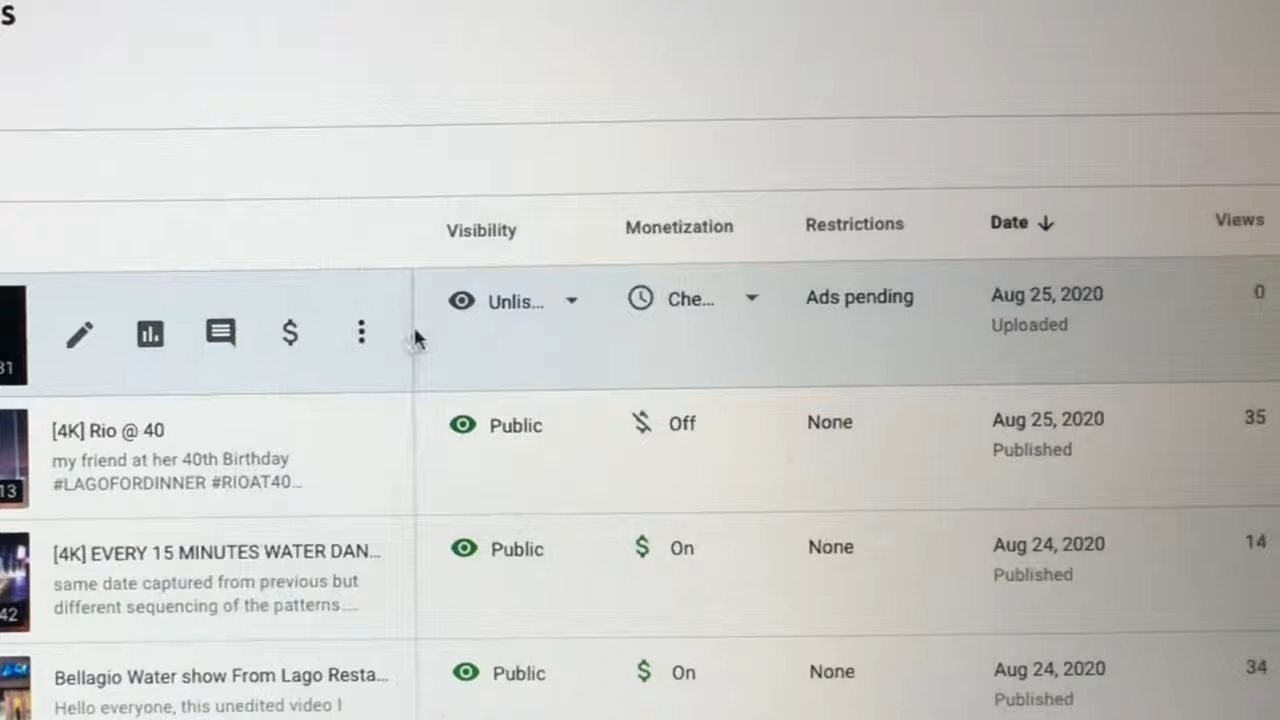 s
Visibility Monetization Restrictions Date Views
31 Unlis... Che... Ads pending Aug 25, 2020 0
Uploaded
[4K] Rio @ 40 Public Off None Aug 25, 2020 35
my friend at her 40th Birthday Published
13 #LAGOFORDINNER #RIOAT40...
[4K] EVERY 15 MINUTES WATER DAN... Public On None Aug 24, 2020 14
same date captured from previous but Published
42 different sequencing of the patterns....
Bellagio Water show From Lago Resta... Public On None Aug 24, 2020 34
Hello everyone, this unedited video I Published